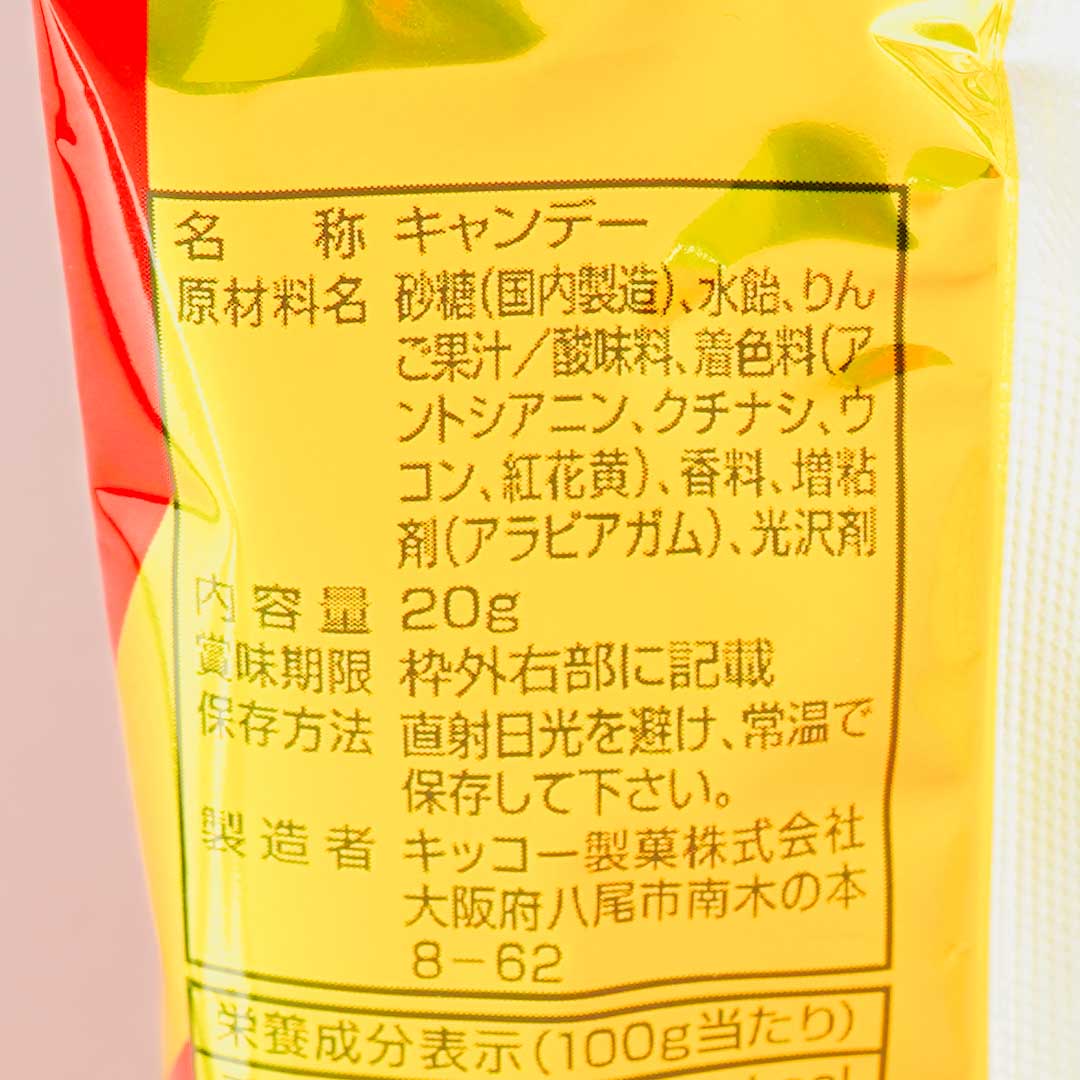 名称 キャンデー
原材料名 砂糖(国内製造)、水飴、りん
ご果汁／酸味料、着色料(ア
ントシアニン、クチナシ、ウ
コン、紅花黄)、香料、増粘
剤(アラビアガム)、光沢剤
内容量 20g
賞味期限 枠外右部に記載
保存方法 直射日光を避け、常温で
保存して下さい。
製造者 キッコー製菓株式会社
大阪府八尾市南木の本
8-62
栄養成分表示(100g当たり)